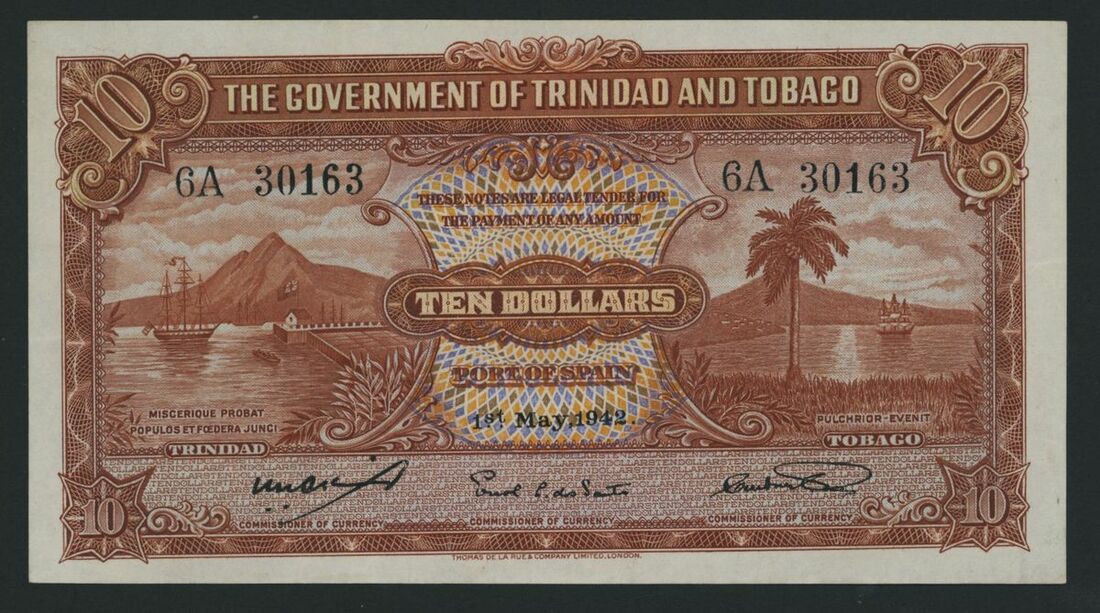 10 10
THE GOVERNMENT OF TRINIDAD AND TOBAGO
6A 30163 6A 30163
THESE NOTES ARE LEGAL TENDER FOR
THE PAYMENT OF ANY AMOUNT
TEN DOLLARS
PORT OF SPAIN
1st May, 1942.
MISCERIQUE PROBAT
POPULOS ET FŒDERA JUNGI
TRINIDAD
PULCHRIOR-EVENIT
TOBAGO
COMMISSIONER OF CURRENCY COMMISSIONER OF CURRENCY COMMISSIONER OF CURRENCY
10 10
THOMAS DE LA RUE & COMPANY LIMITED, LONDON.